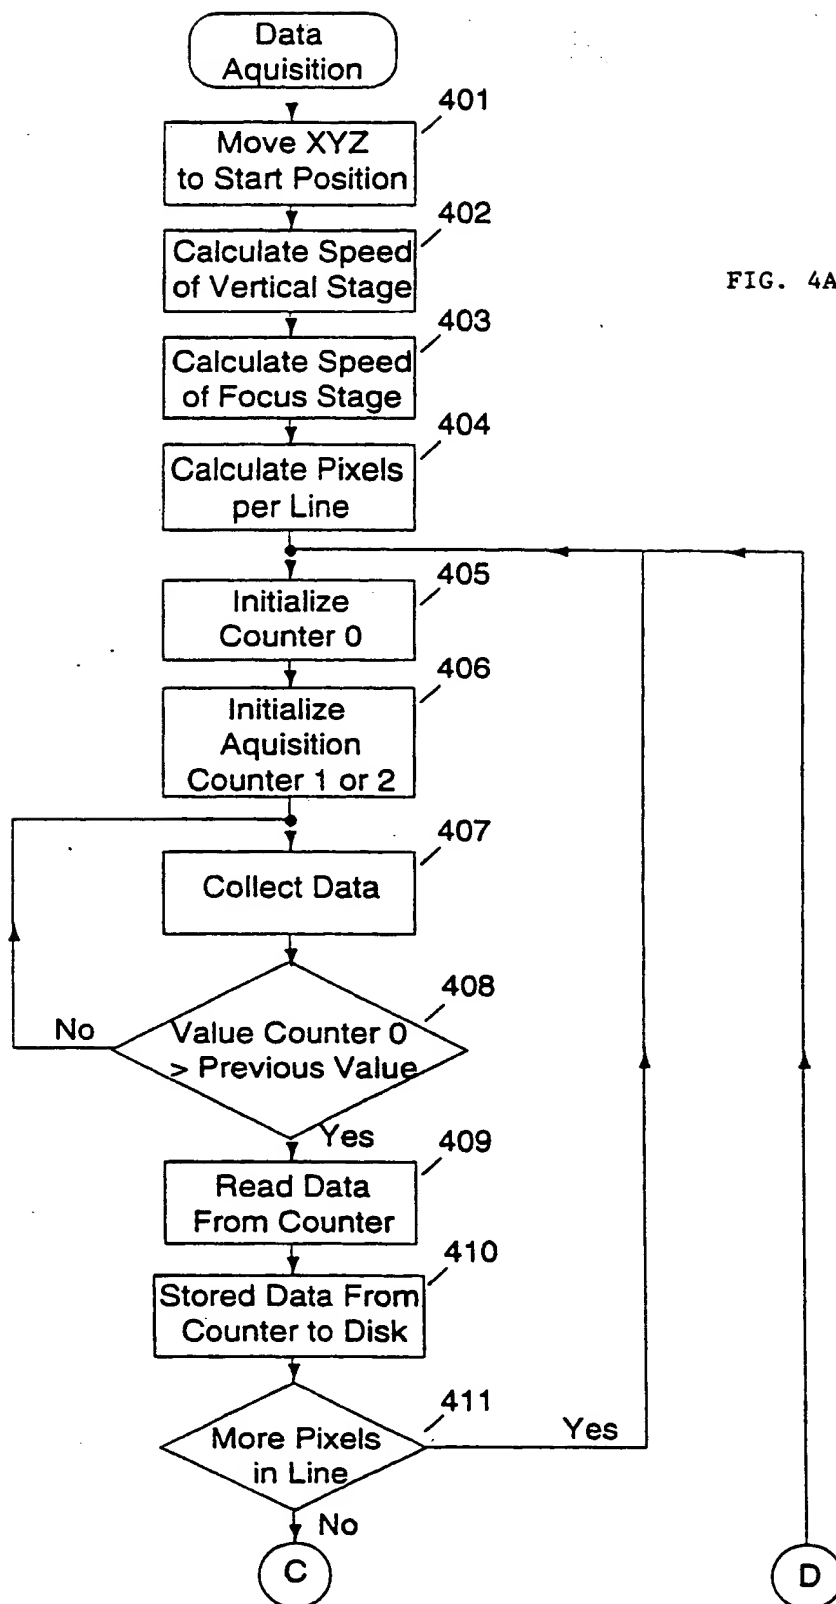 Data
Aquisition
401
Move XYZ
to Start Position
402
Calculate Speed
of Vertical Stage
FIG. 4A
403
Calculate Speed
of Focus Stage
404
Calculate Pixels
per Line
405
Initialize
Counter 0
406
Initialize
Aquisition
Counter 1 or 2
407
Collect Data
408
No
Value Counter 0
> Previous Value
Yes
409
Read Data
From Counter
410
Stored Data From
Counter to Disk
411
More Pixels
in Line
Yes
No
C
D